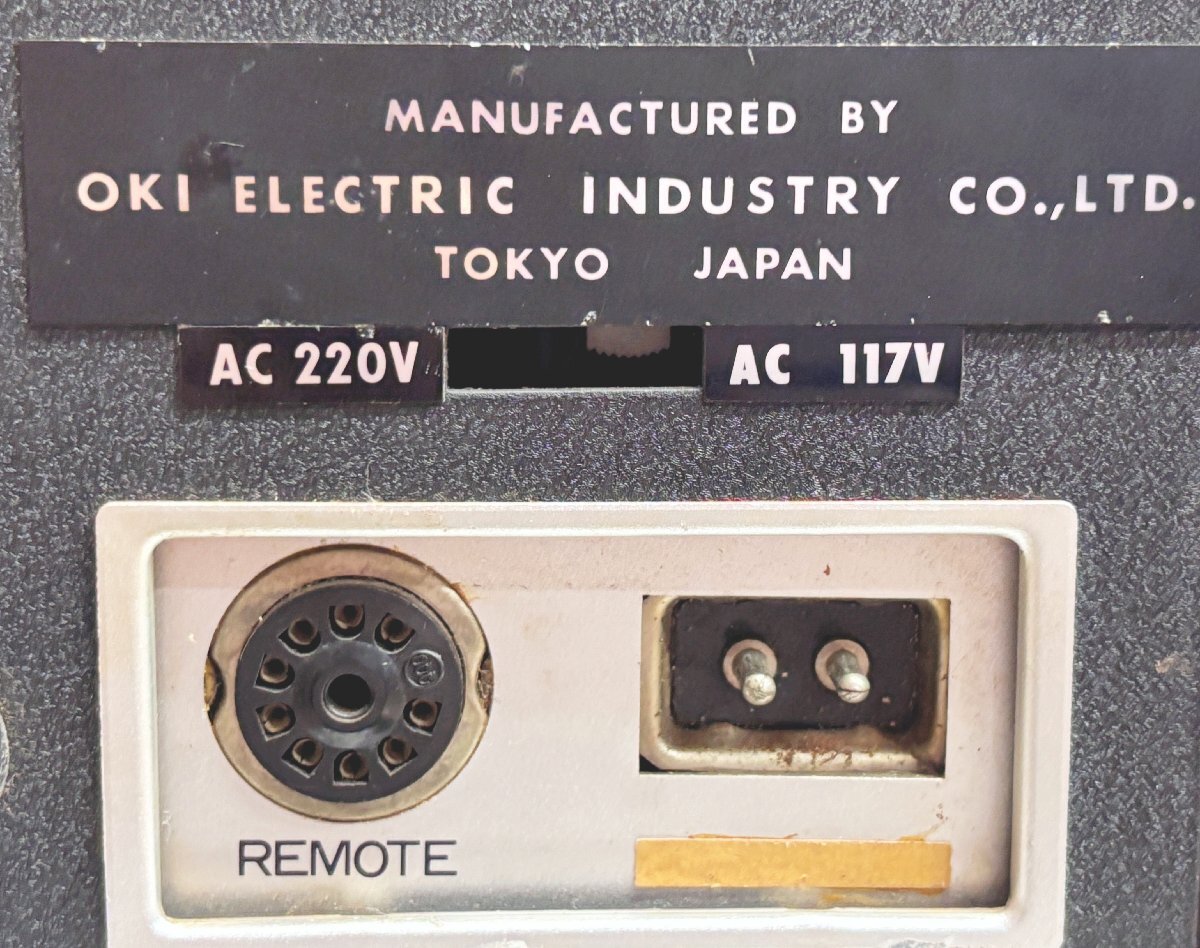 MANUFACTURED BY
OKI ELECTRIC INDUSTRY CO.,LTD.
TOKYO JAPAN
AC 220V AC 117V
REMOTE